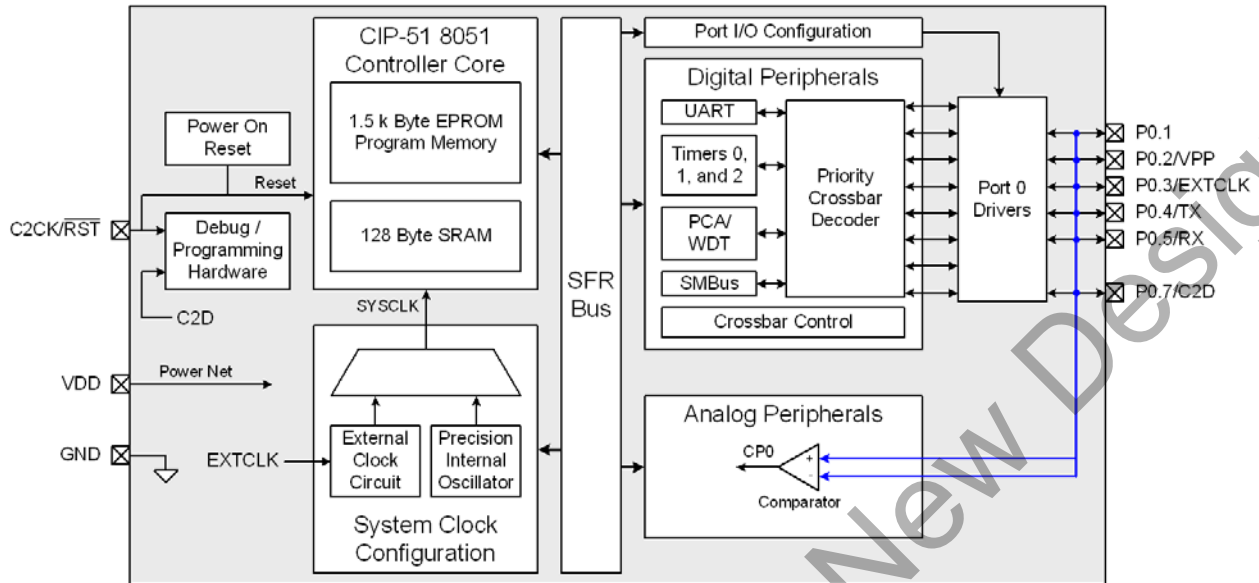 CIP-51 8051
Controller Core
1.5 k Byte EPROM
Program Memory
128 Byte SRAM
Power On
Reset
Reset
C2CK/RST
Debug /
Programming
Hardware
C2D
VDD
Power Net
GND
SYSCLK
EXTCLK
External
Clock
Circuit
Precision
Internal
Oscillator
System Clock
Configuration
SFR
Bus
Port I/O Configuration
Digital Peripherals
UART
Timers 0,
1, and 2
PCA/
WDT
SMBus
Priority
Crossbar
Decoder
Crossbar Control
Port 0
Drivers
P0.1
P0.2/VPP
P0.3/EXTCLK
P0.4/TX
P0.5/RX
P0.7/C2D
Analog Peripherals
CP0
+
-
Comparator
New Desig